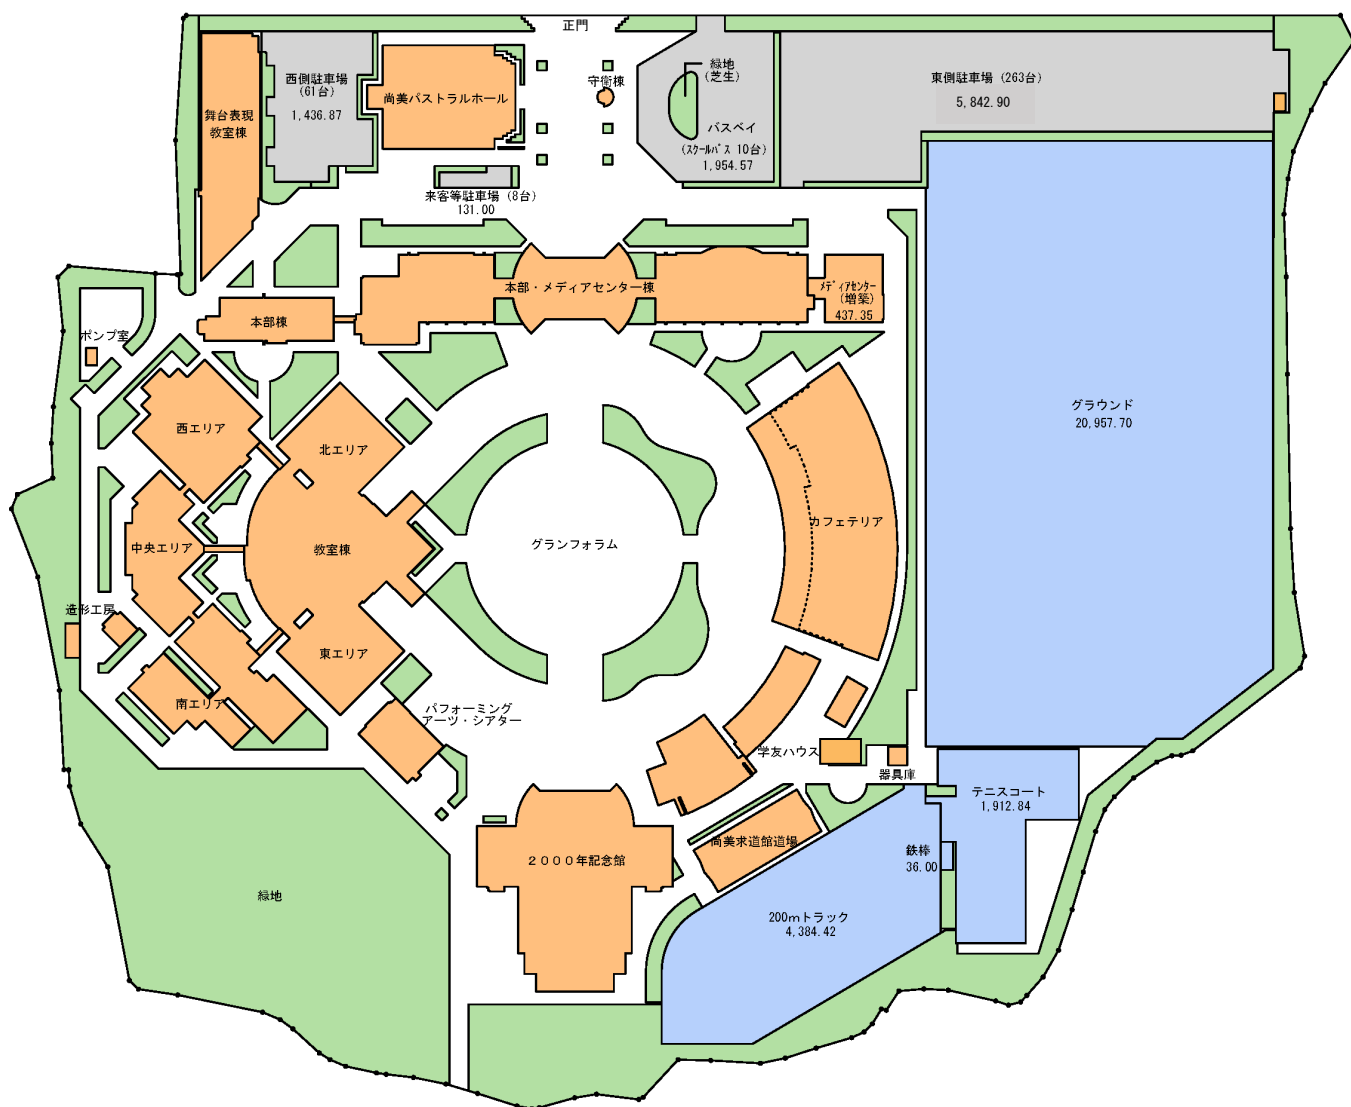 正門
西側駐車場
(61台)
1,436.87
尚美パストラルホール
守衛棟
緑地
(芝生)
東側駐車場 (263台)
5,842.90
舞台表現
教室棟
バスベイ
(スクールバス 10台)
1,954.57
来客等駐車場 (8台)
131.00
本部・メディアセンター棟
メディアセンター
(増築)
437.35
本部棟
ポンプ室
グラウンド
20,957.70
西エリア
北エリア
カフェテリア
中央エリア
教室棟
グランフォラム
造形工房
東エリア
南エリア
パフォーミング
アーツ・シアター
学友ハウス
器具庫
テニスコート
1,912.84
尚美求道館道場
鉄棒
36.00
2000年記念館
緑地
200mトラック
4,384.42